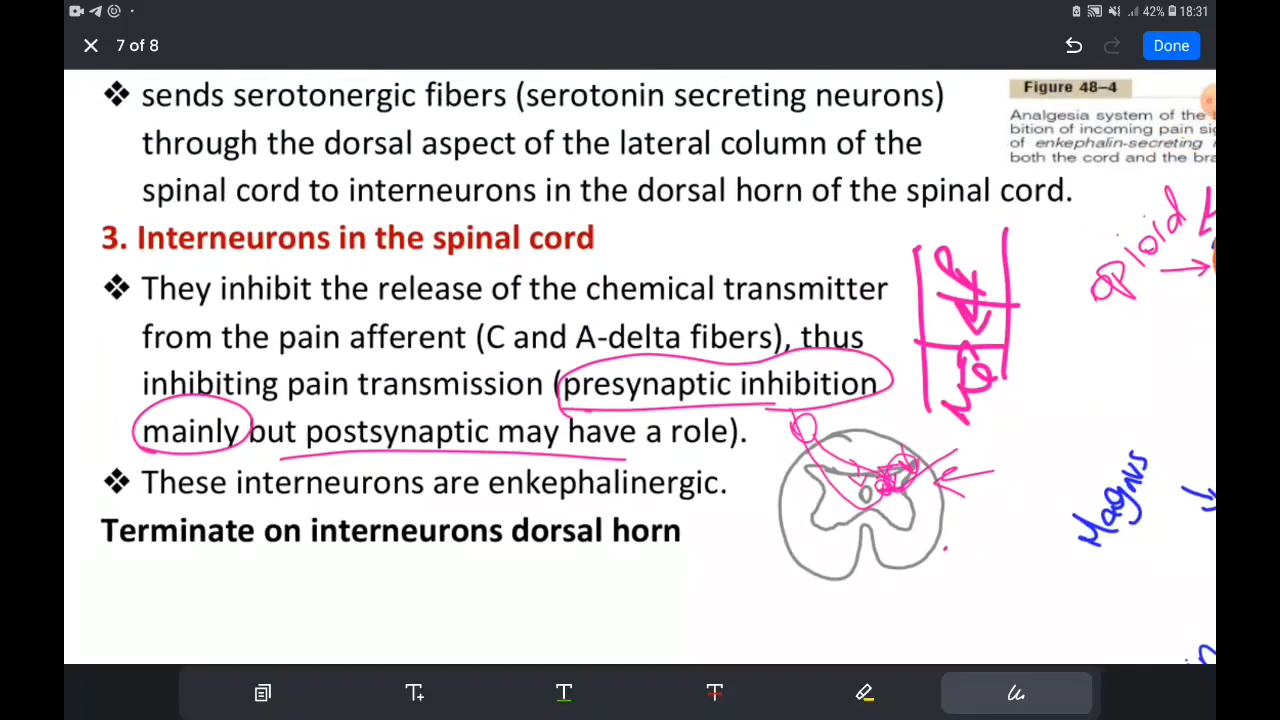 42% 18:31
7 of 8
Done
❖ sends serotonergic fibers (serotonin secreting neurons)
through the dorsal aspect of the lateral column of the
spinal cord to interneurons in the dorsal horn of the spinal cord.
Figure 48–4
Analgesia system of the
bition of incoming pain
of enkephalin-secreting
both the cord and the
3. Interneurons in the spinal cord
❖ They inhibit the release of the chemical transmitter
from the pain afferent (C and A-delta fibers), thus
inhibiting pain transmission (presynaptic inhibition
mainly but postsynaptic may have a role).
❖ These interneurons are enkephalinergic.
Terminate on interneurons dorsal horn
opioid
Magnus